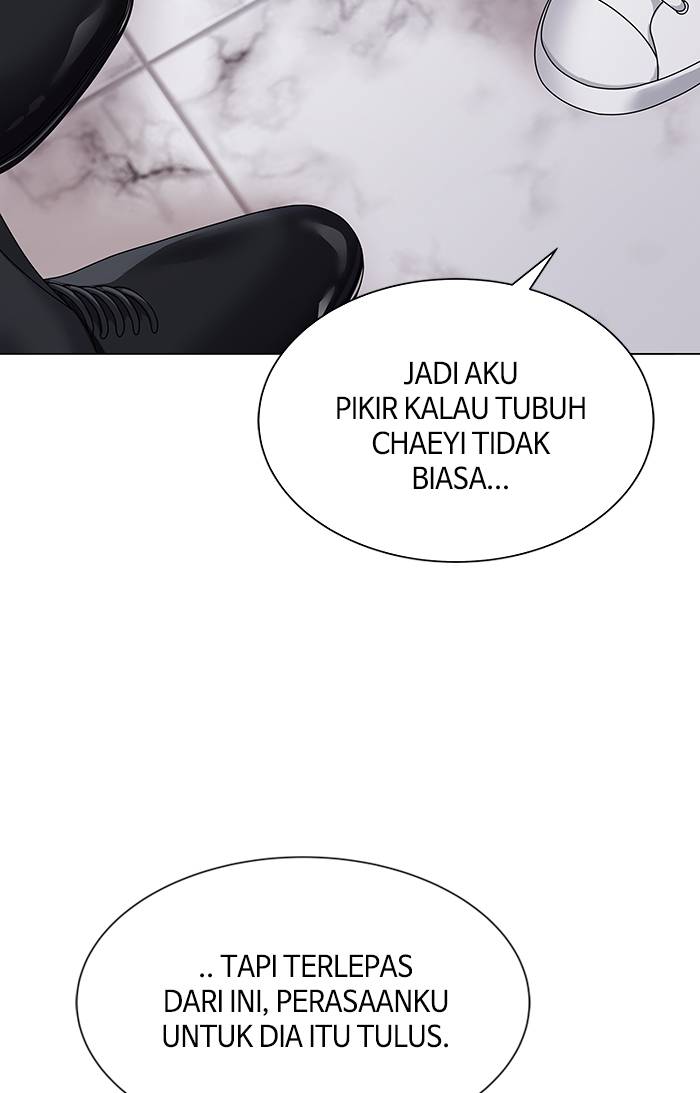 JADI AKU
PIKIR KALAU TUBUH
CHAEYI TIDAK
BIASA...
.. TAPI TERLEPAS
DARI INI, PERASAANKU
UNTUK DIA ITU TULUS.